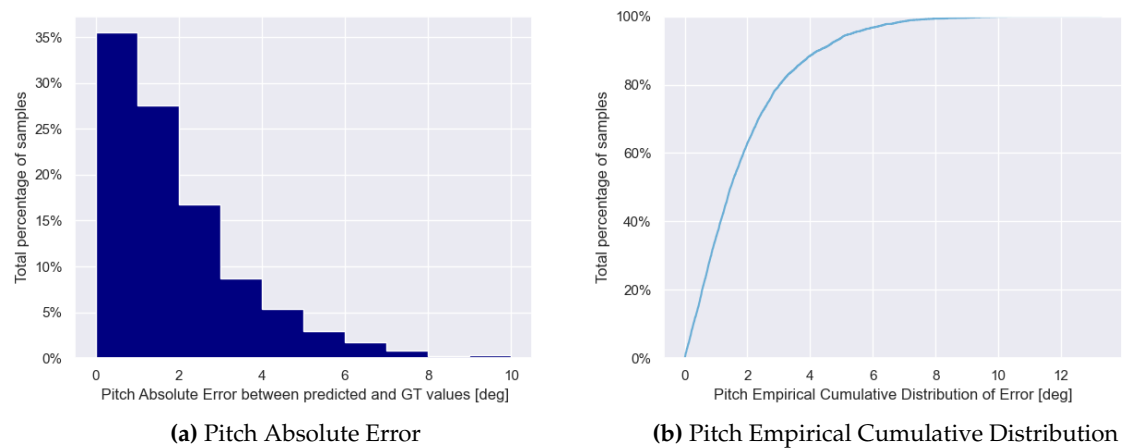 35%
30%
25%
20%
15%
10%
5%
0%
Total percentage of samples
0 2 4 6 8 10
Pitch Absolute Error between predicted and GT values [deg]
(a) Pitch Absolute Error
100%
80%
60%
40%
20%
0%
Total percentage of samples
0 2 4 6 8 10 12
Pitch Empirical Cumulative Distribution of Error [deg]
(b) Pitch Empirical Cumulative Distribution